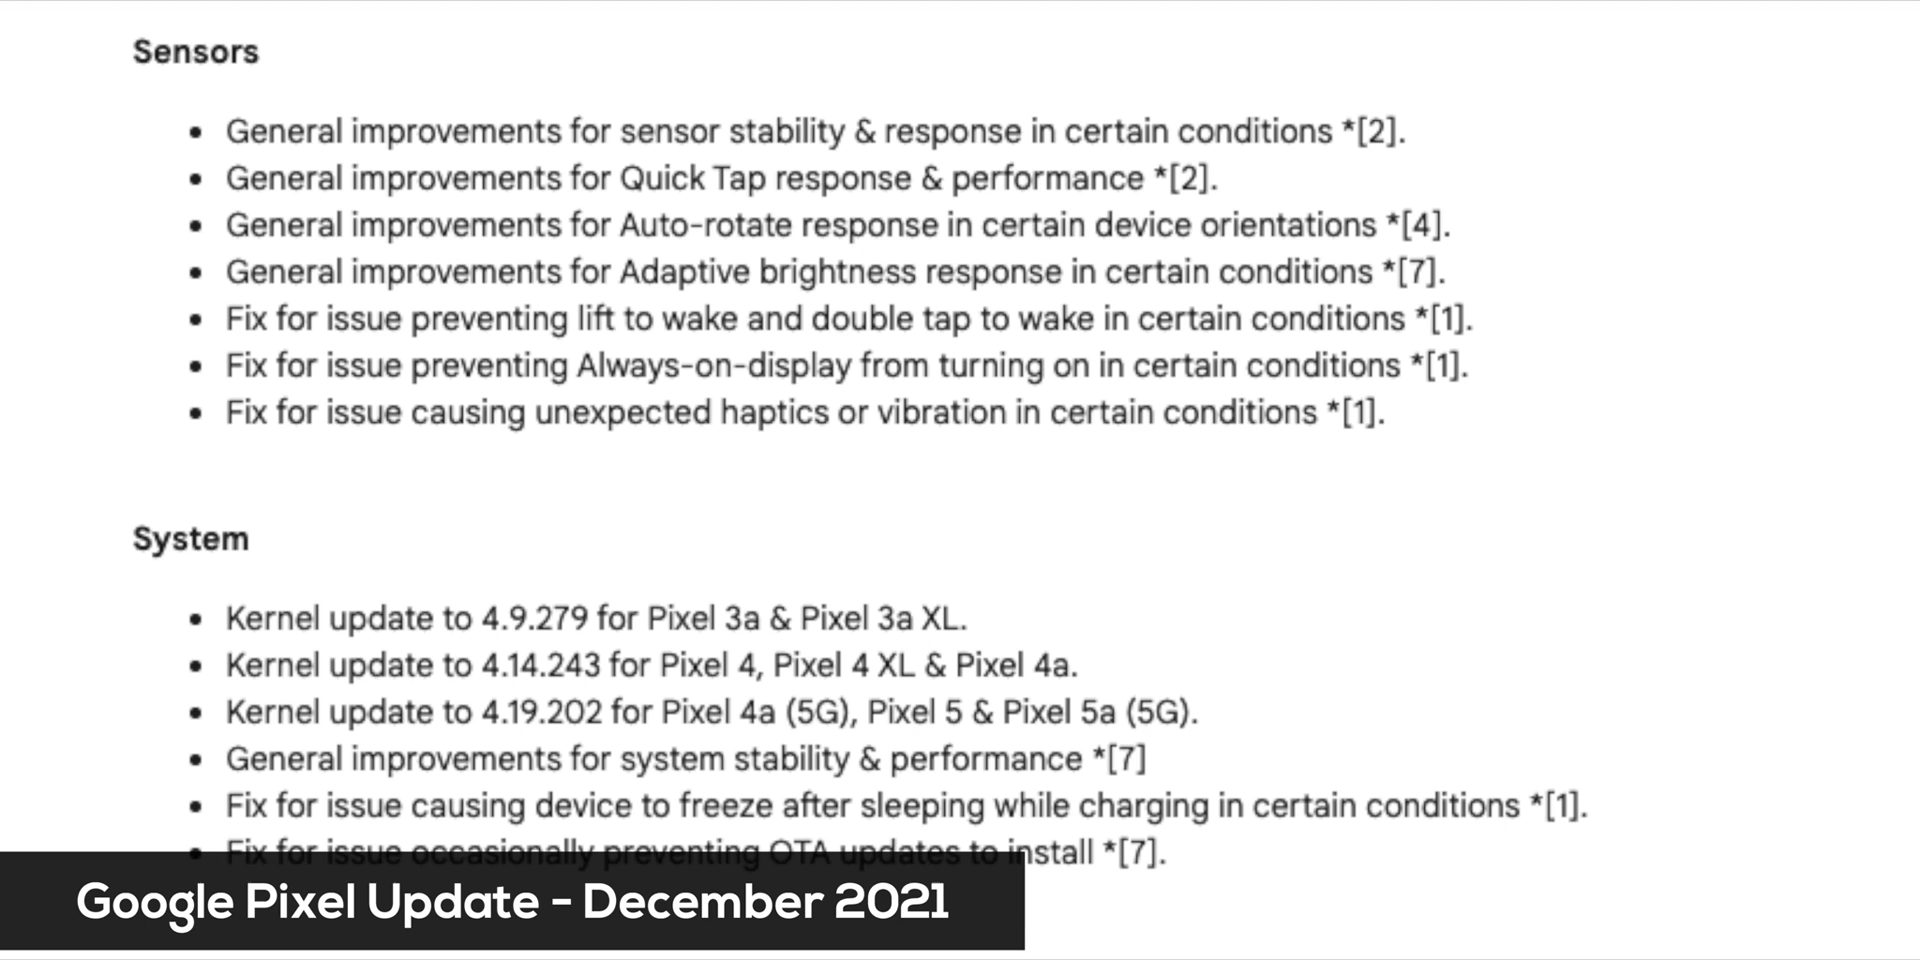 Sensors
• General improvements for sensor stability & response in certain conditions *[2].
• General improvements for Quick Tap response & performance *[2].
• General improvements for Auto-rotate response in certain device orientations *[4].
• General improvements for Adaptive brightness response in certain conditions *[7].
• Fix for issue preventing lift to wake and double tap to wake in certain conditions *[1].
• Fix for issue preventing Always-on-display from turning on in certain conditions *[1].
• Fix for issue causing unexpected haptics or vibration in certain conditions *[1].
System
• Kernel update to 4.9.279 for Pixel 3a & Pixel 3a XL.
• Kernel update to 4.14.243 for Pixel 4, Pixel 4 XL & Pixel 4a.
• Kernel update to 4.19.202 for Pixel 4a (5G), Pixel 5 & Pixel 5a (5G).
• General improvements for system stability & performance *[7]
• Fix for issue causing device to freeze after sleeping while charging in certain conditions *[1].
• Fix for issue occasionally preventing OTA updates to install *[7].
Google Pixel Update - December 2021